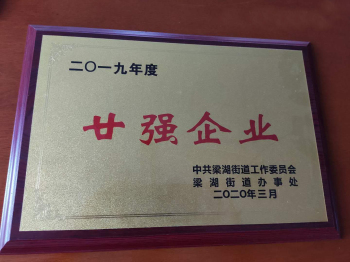 二〇一九年度
廿强企业
中共梁湖街道工作委员会
梁湖街道办事处
二〇二〇年三月